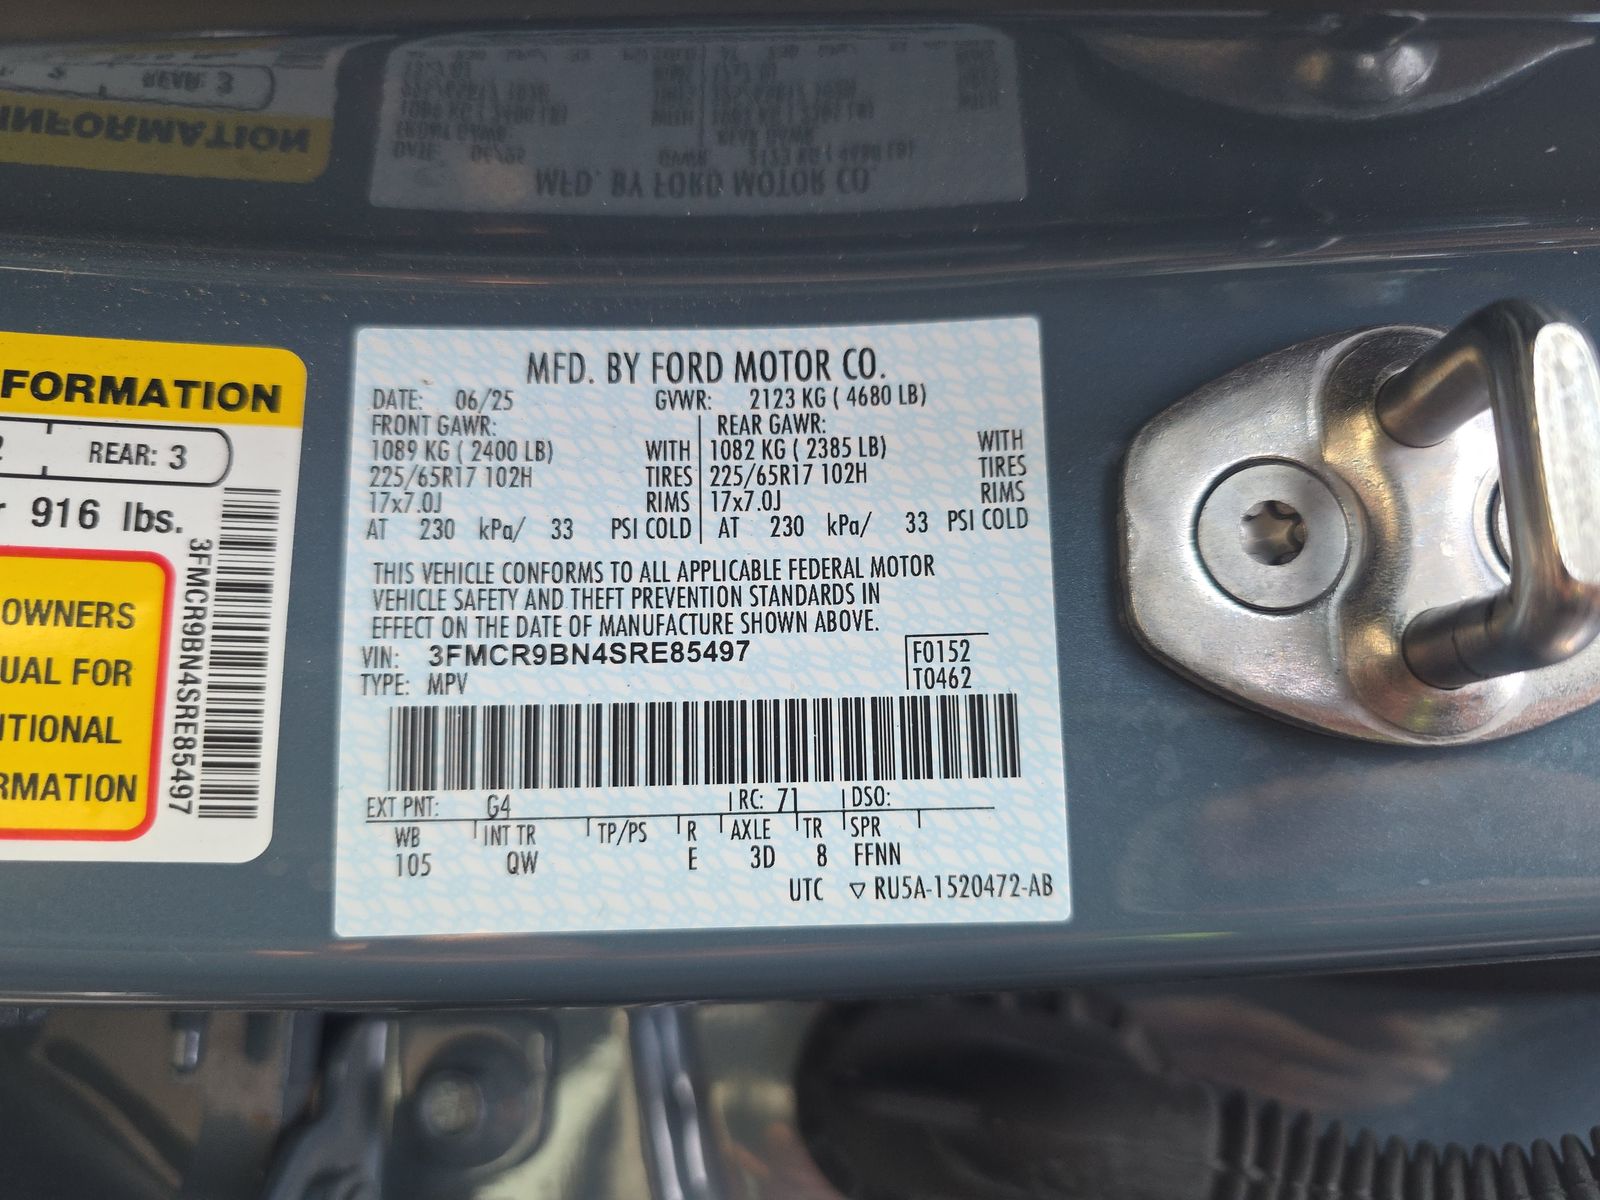 FORMATION
2 REAR: 3
916 lbs.
OWNERS
UAL FOR
ITIONAL
RMATION
3FMCR9BN4SRE85497
MFD. BY FORD MOTOR CO.
DATE: 06/25 GVWR: 2123 KG ( 4680 LB)
FRONT GAWR: REAR GAWR:
1089 KG ( 2400 LB) WITH 1082 KG ( 2385 LB) WITH
225/65R17 102H TIRES 225/65R17 102H TIRES
17x7.0J RIMS 17x7.0J RIMS
AT 230 kPa/ 33 PSI COLD AT 230 kPa/ 33 PSI COLD
THIS VEHICLE CONFORMS TO ALL APPLICABLE FEDERAL MOTOR
VEHICLE SAFETY AND THEFT PREVENTION STANDARDS IN
EFFECT ON THE DATE OF MANUFACTURE SHOWN ABOVE.
VIN: 3FMCR9BN4SRE85497 F0152
TYPE: MPV T0462
EXT PNT: G4 RC: 71 DSO:
WB INT TR TP/PS R AXLE TR SPR
105 QW E 3D 8 FFNN
UTC ▽ RU5A-1520472-AB